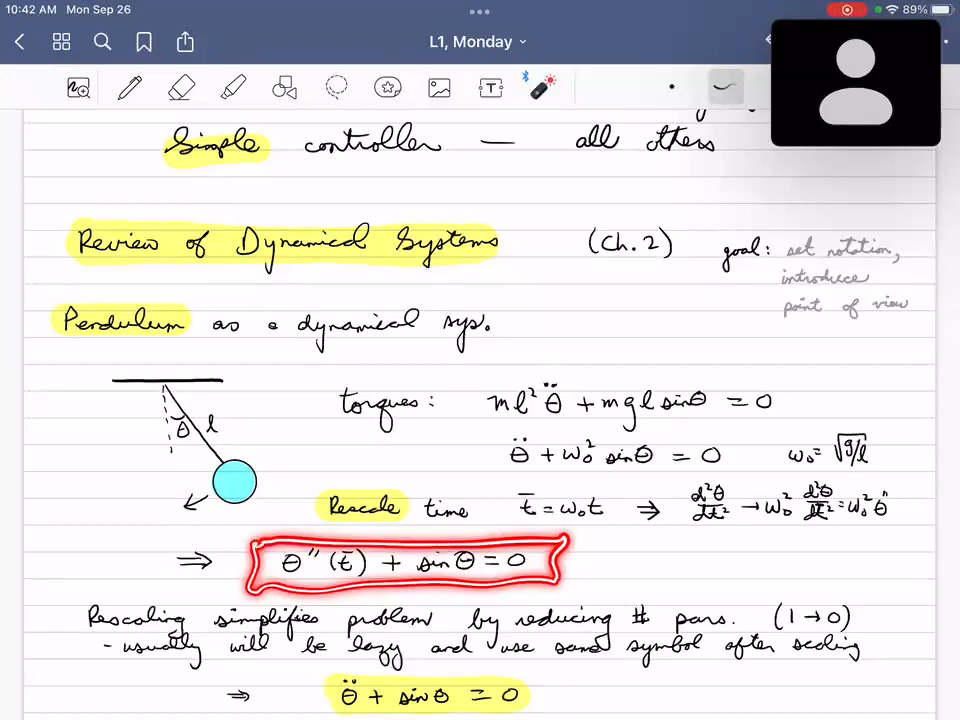 10:42 AM Mon Sep 26
89%
L1, Monday
Simple controller — all others
Review of Dynamical Systems (Ch. 2) goal: set notation,
introduce
point of view
Pendulum as a dynamical sys.
θ l
torques: ml²θ̈ + mgl sinθ = 0
θ̈ + ω₀² sinθ = 0 ω₀ = √g/l
Rescale time t̄ = ω₀t ⇒ d²θ/dt² → ω₀² d²θ/dt̄² = ω₀²θ"
⇒ θ"(t̄) + sinθ = 0
Rescaling simplifies problem by reducing # pars. (1→0)
- usually will be lazy and use same symbol after scaling
⇒ θ̈ + sinθ = 0